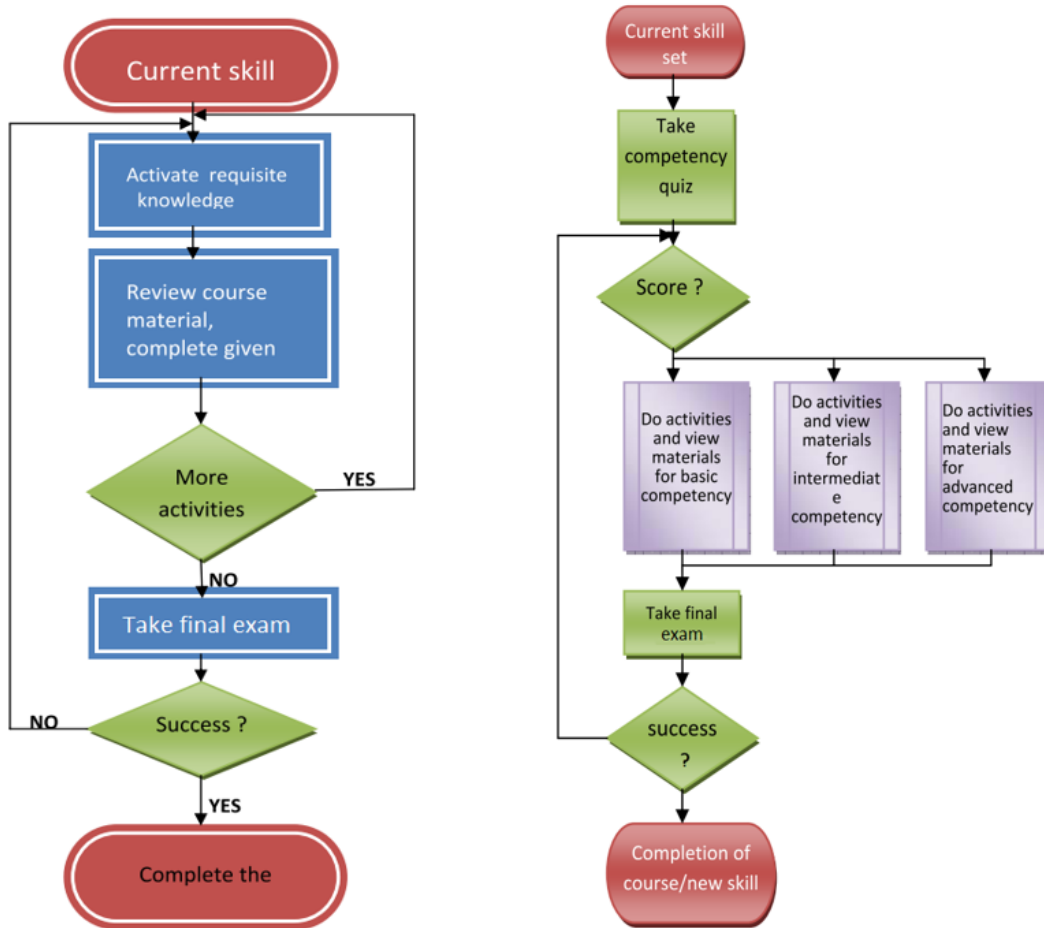 Current skill
Activate requisite
knowledge
Review course
material,
complete given
More
activities
YES
NO
Take final exam
Success ?
NO
YES
Complete the
Current skill
set
Take
competency
quiz
Score ?
Do activities
and view
materials
for basic
competency
Do activities
and view
materials
for
intermediat
e
competency
Do activities
and view
materials
for
advanced
competency
Take final
exam
success
?
Completion of
course/new skill